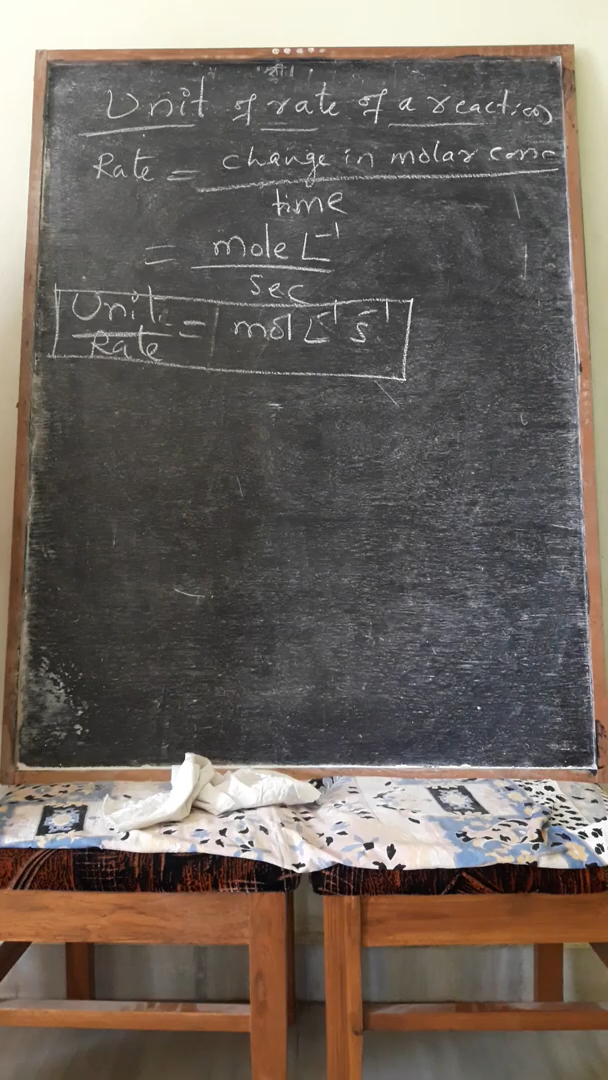 श्री।
Unit of rate of a reaction
Rate = change in molar conc
time
= mole L⁻¹
sec
Unit = mol L⁻¹ s⁻¹
Rate